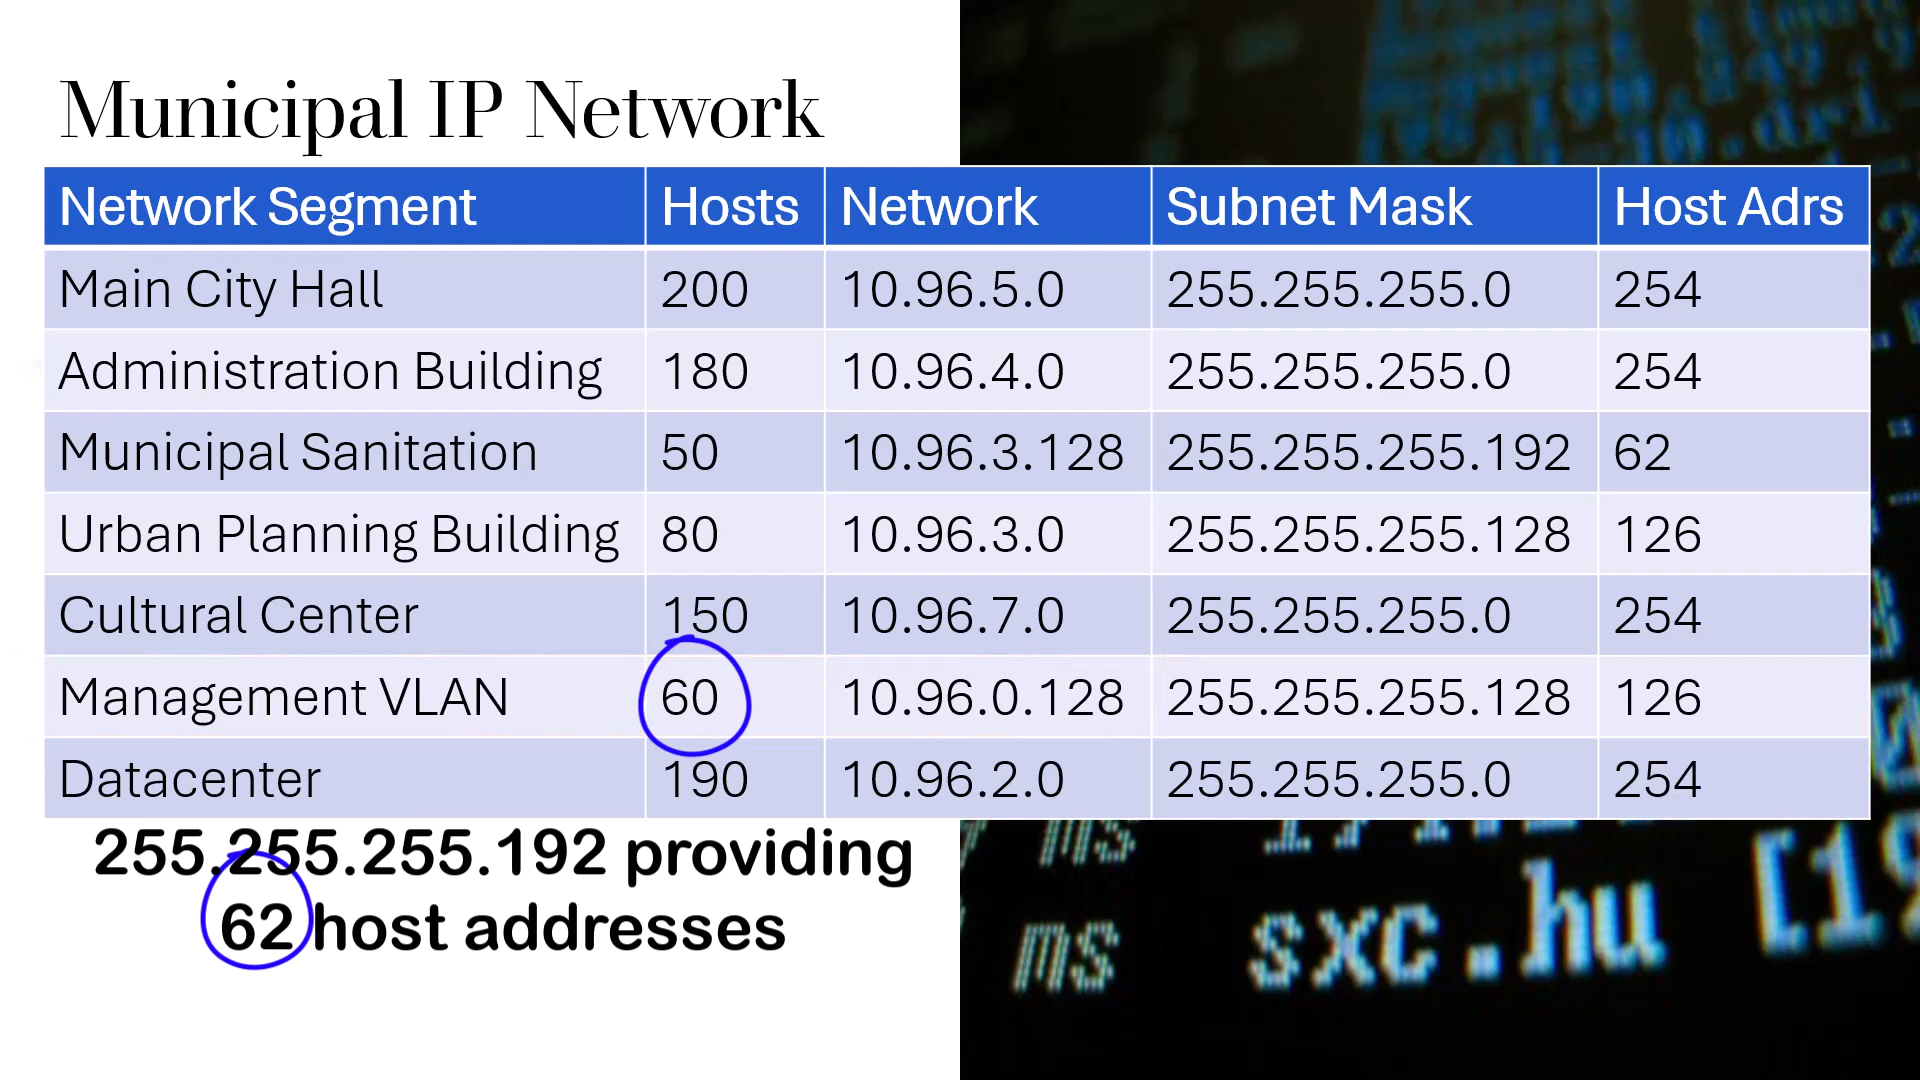 Municipal IP Network
Network Segment Hosts Network Subnet Mask Host Adrs
Main City Hall 200 10.96.5.0 255.255.255.0 254
Administration Building 180 10.96.4.0 255.255.255.0 254
Municipal Sanitation 50 10.96.3.128 255.255.255.192 62
Urban Planning Building 80 10.96.3.0 255.255.255.128 126
Cultural Center 150 10.96.7.0 255.255.255.0 254
Management VLAN 60 10.96.0.128 255.255.255.128 126
Datacenter 190 10.96.2.0 255.255.255.0 254
255.255.255.192 providing
62 host addresses
ms
ms sxc.hu [19